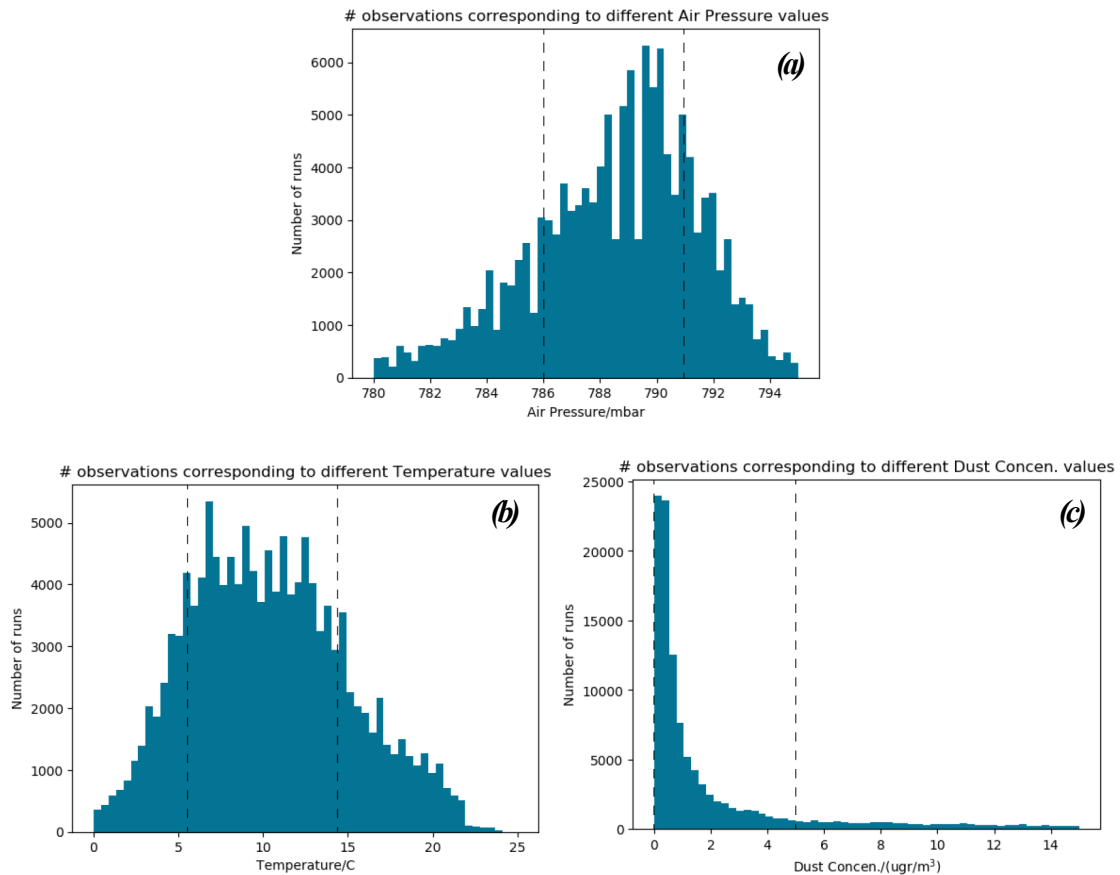 # observations corresponding to different Air Pressure values
(a)
6000
5000
4000
3000
2000
1000
0
Number of runs
780 782 784 786 788 790 792 794
Air Pressure/mbar
# observations corresponding to different Temperature values
(b)
5000
4000
3000
2000
1000
0
Number of runs
0 5 10 15 20 25
Temperature/C
# observations corresponding to different Dust Concen. values
(c)
25000
20000
15000
10000
5000
0
Number of runs
0 2 4 6 8 10 12 14
Dust Concen./(ugr/m³)